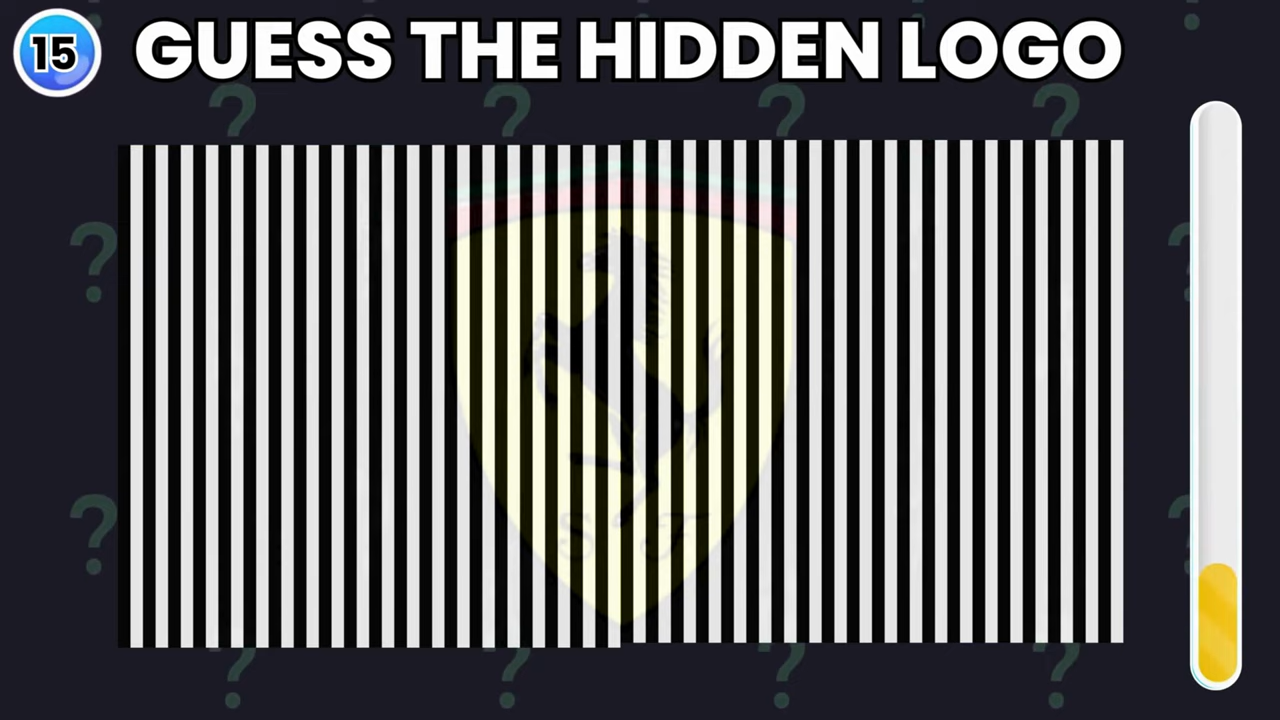 15
GUESS THE HIDDEN LOGO
? ? ? ?
? ?
S F
? ?
? ? ? ?